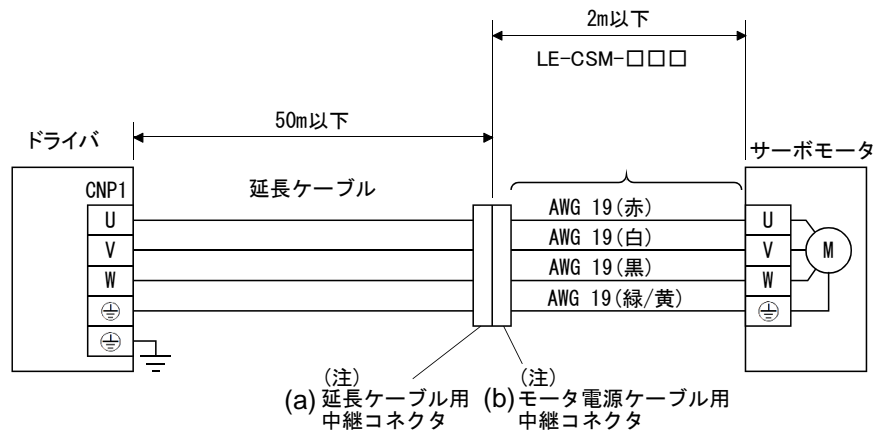 2m以下
LE-CSM-□□□
50m以下
ドライバ
サーボモータ
CNP1
延長ケーブル
U
AWG 19(赤)
U
V
AWG 19(白)
V
M
W
AWG 19(黒)
W
AWG 19(緑/黄)
(注)
(a) 延長ケーブル用
中継コネクタ
(注)
(b) モータ電源ケーブル用
中継コネクタ